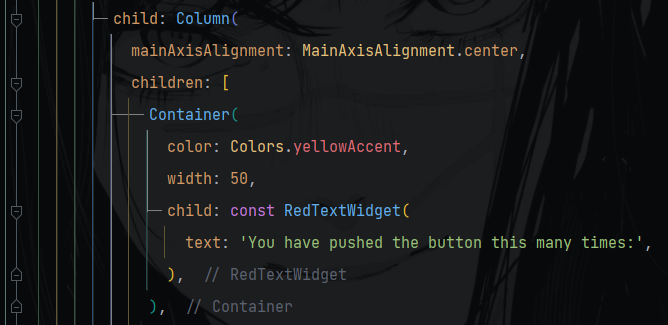 child: Column(
mainAxisAlignment: MainAxisAlignment.center,
children: [
Container(
color: Colors.yellowAccent,
width: 50,
child: const RedTextWidget(
text: 'You have pushed the button this many times:',
), // RedTextWidget
), // Container